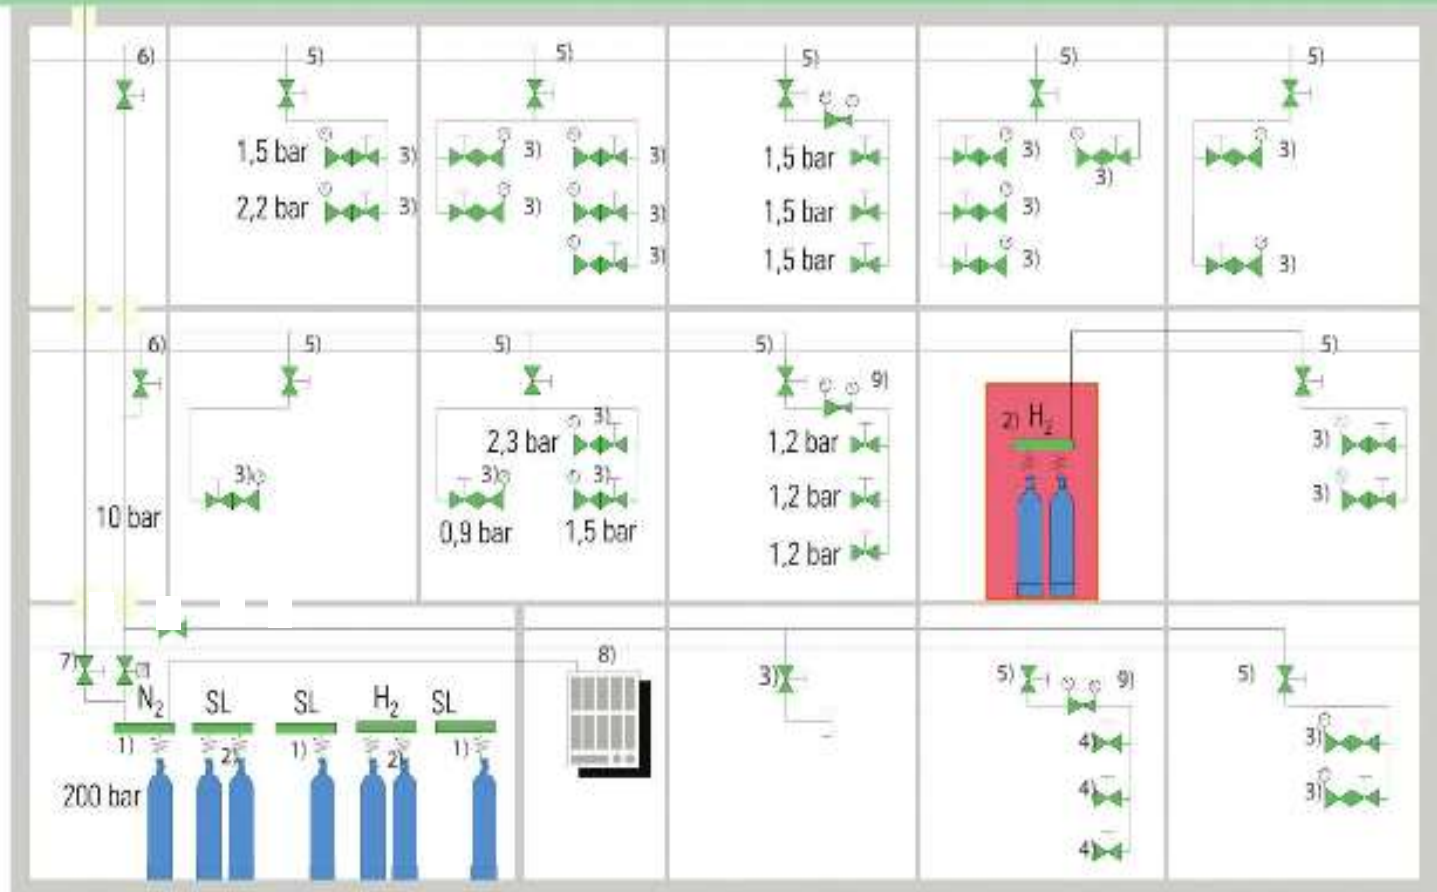 6) 5) 5) 5) 5) 5)
1,5 bar 3) 3) 3) 1,5 bar 3) 3) 3)
2,2 bar 3) 3) 3) 1,5 bar 3)
3) 1,5 bar 3) 3)
6) 5) 5) 5) 5)
9)
3) 2) H2
2,3 bar 1,2 bar 3)
3) 3) 3) 1,2 bar 3)
10 bar 0,9 bar 1,5 bar
1,2 bar
7) 8)
3) 5) 9) 5)
N2 SL SL H2 SL
1) 2) 1) 2) 1) 4) 3)
200 bar 4) 3)
4)